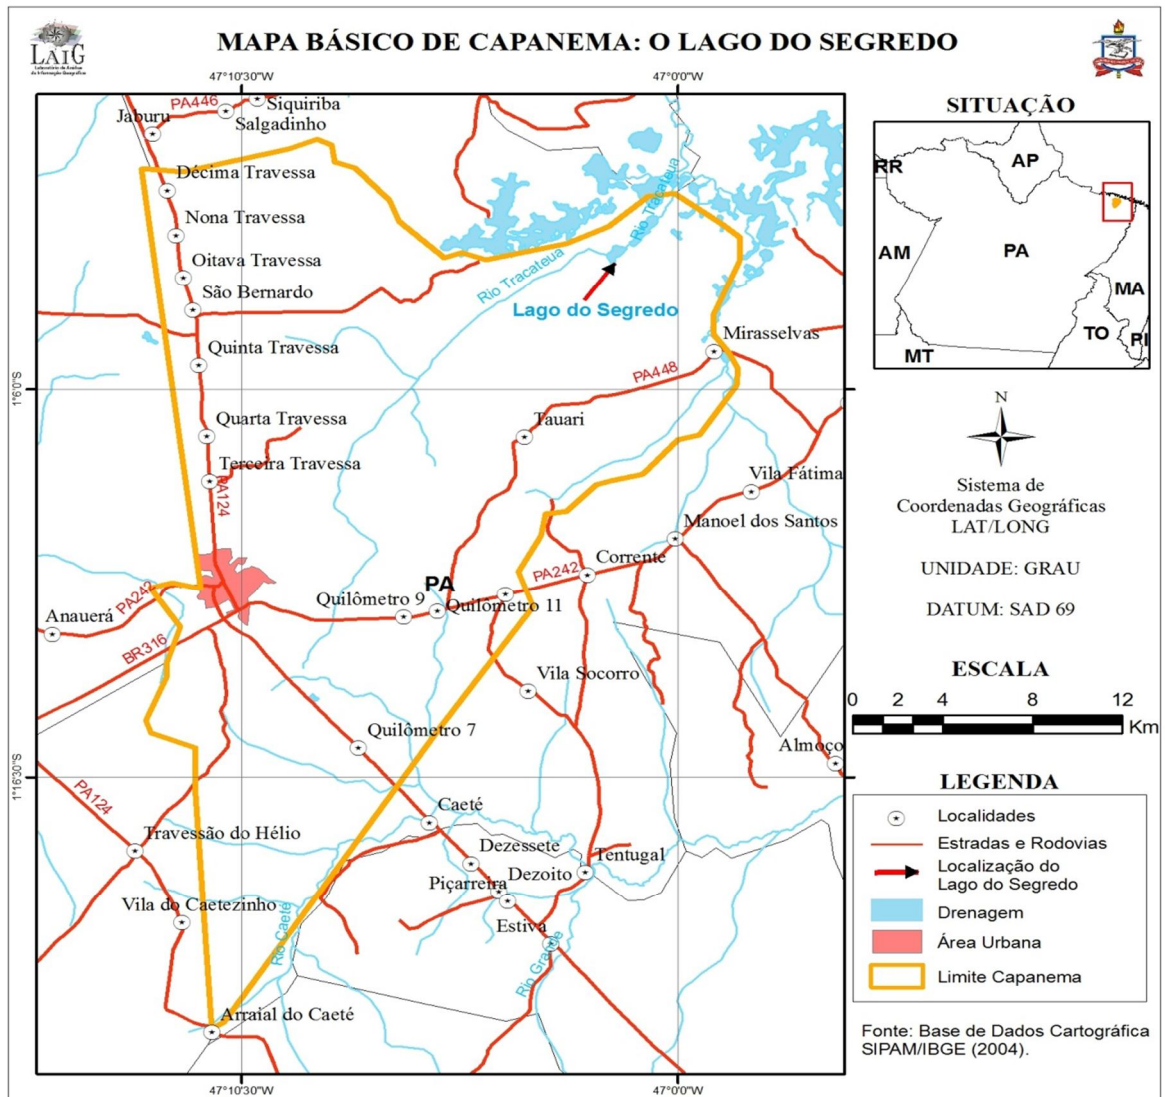 LAIG
Laboratório de Análise
da Informação Geográfica
MAPA BÁSICO DE CAPANEMA: O LAGO DO SEGREDO
47°10'30"W
47°0'0"W
PA446
Siquiriba
Salgadinho
Jaburu
Décima Travessa
Nona Travessa
Oitava Travessa
São Bernardo
Rio Tracateua
Rio Tracateua
Lago do Segredo
Mirasselvas
Quinta Travessa
1°6'0"S
PA448
Quarta Travessa
Tauari
Terceira Travessa
PA124
Vila Fátima
Manoel dos Santos
Corrente
PA242
PA
PA242
Quilômetro 9
Quilômetro 11
Anauerá
BR316
Vila Socorro
Quilômetro 7
Almoço
1°16'30"S
PA124
Caeté
Travessão do Hélio
Dezessete
Tentugal
Dezoito
Piçarreira
Vila do Caetezinho
Estiva
Rio Caeté
Rio Grande
Arraial do Caeté
47°10'30"W
47°0'0"W
SITUAÇÃO
RR
AP
AM
PA
MA
TO
PI
MT
N
Sistema de
Coordenadas Geográficas
LAT/LONG
UNIDADE: GRAU
DATUM: SAD 69
ESCALA
0 2 4 8 12
Km
LEGENDA
Localidades
Estradas e Rodovias
Localização do
Lago do Segredo
Drenagem
Área Urbana
Limite Capanema
Fonte: Base de Dados Cartográfica
SIPAM/IBGE (2004).